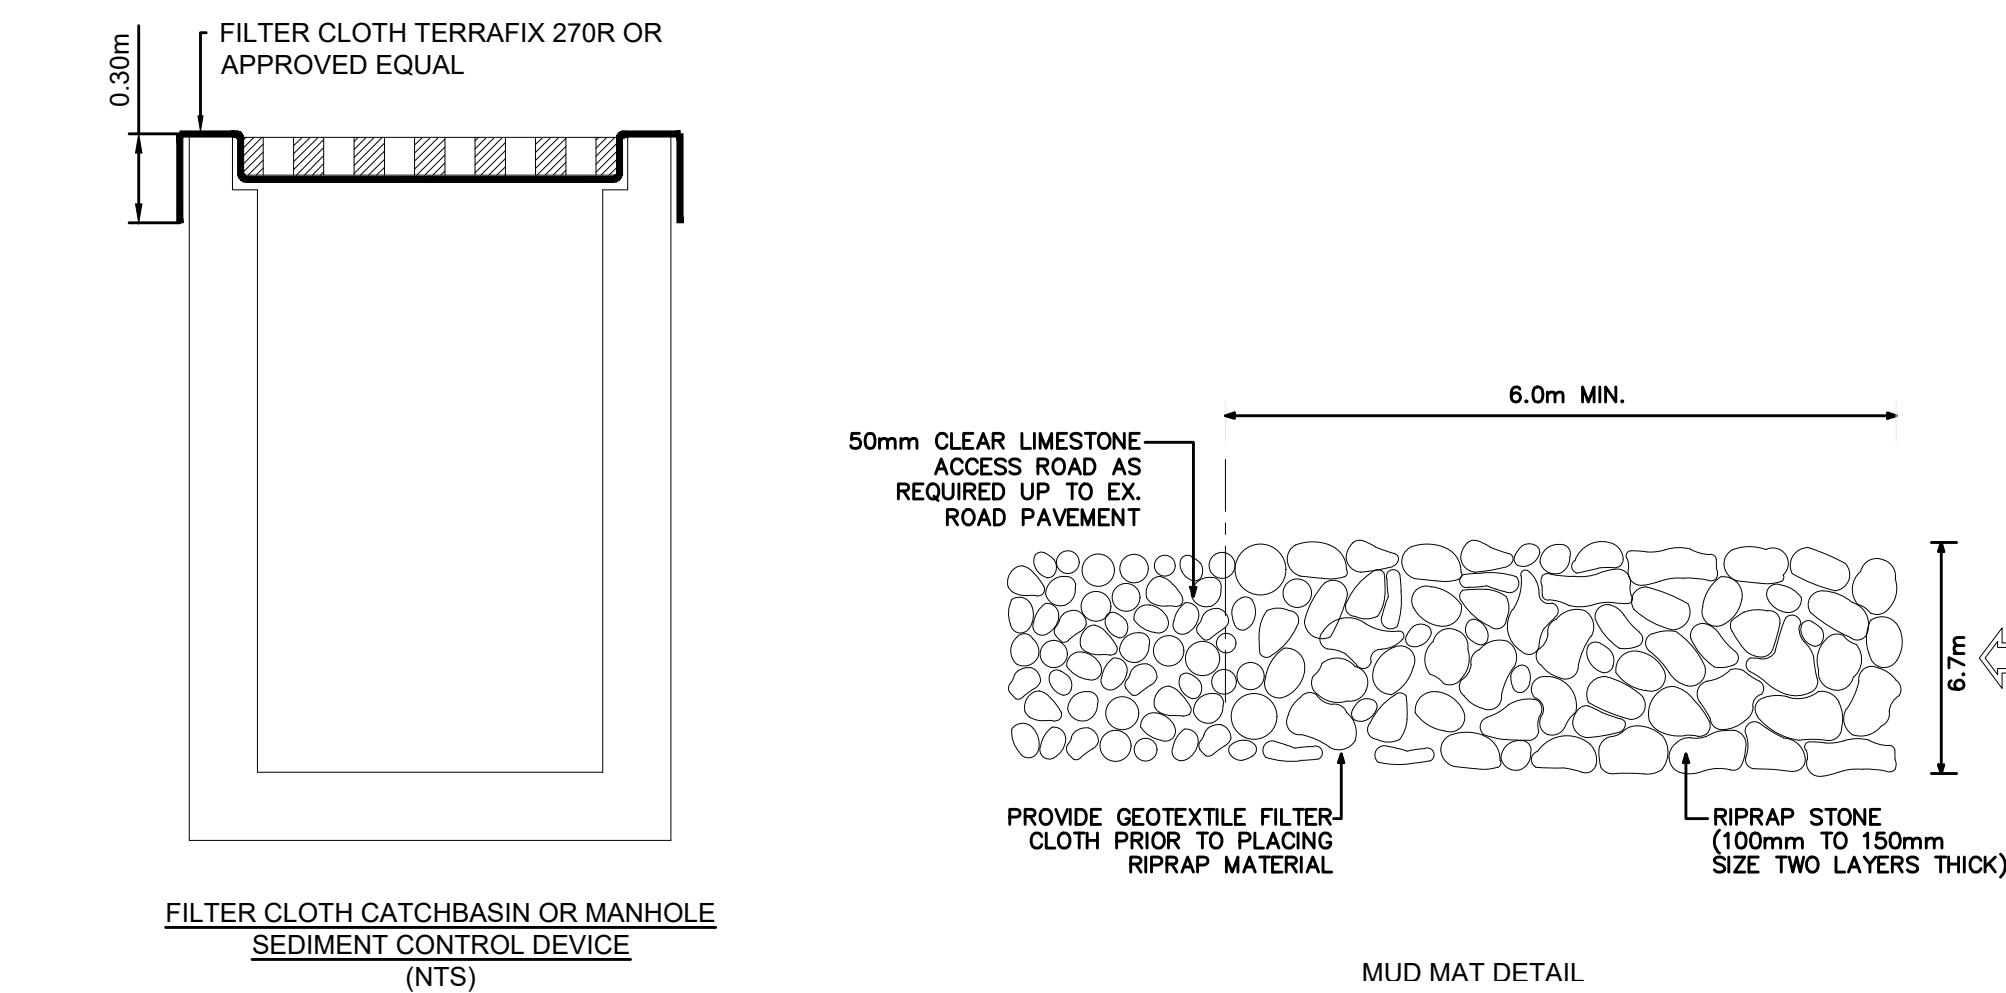 0.30m
FILTER CLOTH TERRAFIX 270R OR
APPROVED EQUAL
FILTER CLOTH CATCHBASIN OR MANHOLE
SEDIMENT CONTROL DEVICE
(NTS)
6.0m MIN.
50mm CLEAR LIMESTONE
ACCESS ROAD AS
REQUIRED UP TO EX.
ROAD PAVEMENT
6.7m
PROVIDE GEOTEXTILE FILTER
CLOTH PRIOR TO PLACING
RIPRAP MATERIAL
RIPRAP STONE
(100mm TO 150mm
SIZE TWO LAYERS THICK)
MUD MAT DETAIL